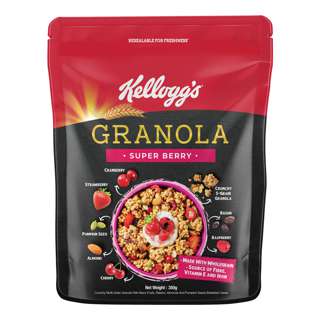 RESEALABLE FOR FRESHNESS
Kellogg's
GRANOLA
SUPER BERRY
CRANBERRY
STRAWBERRY
PUMPKIN SEED
ALMOND
CHERRY
CRUNCHY
5-GRAIN
GRANOLA
RAISIN
RASPBERRY
MADE WITH WHOLEGRAIN
SOURCE OF FIBRE,
VITAMIN E AND IRON
Net Weight : 380g